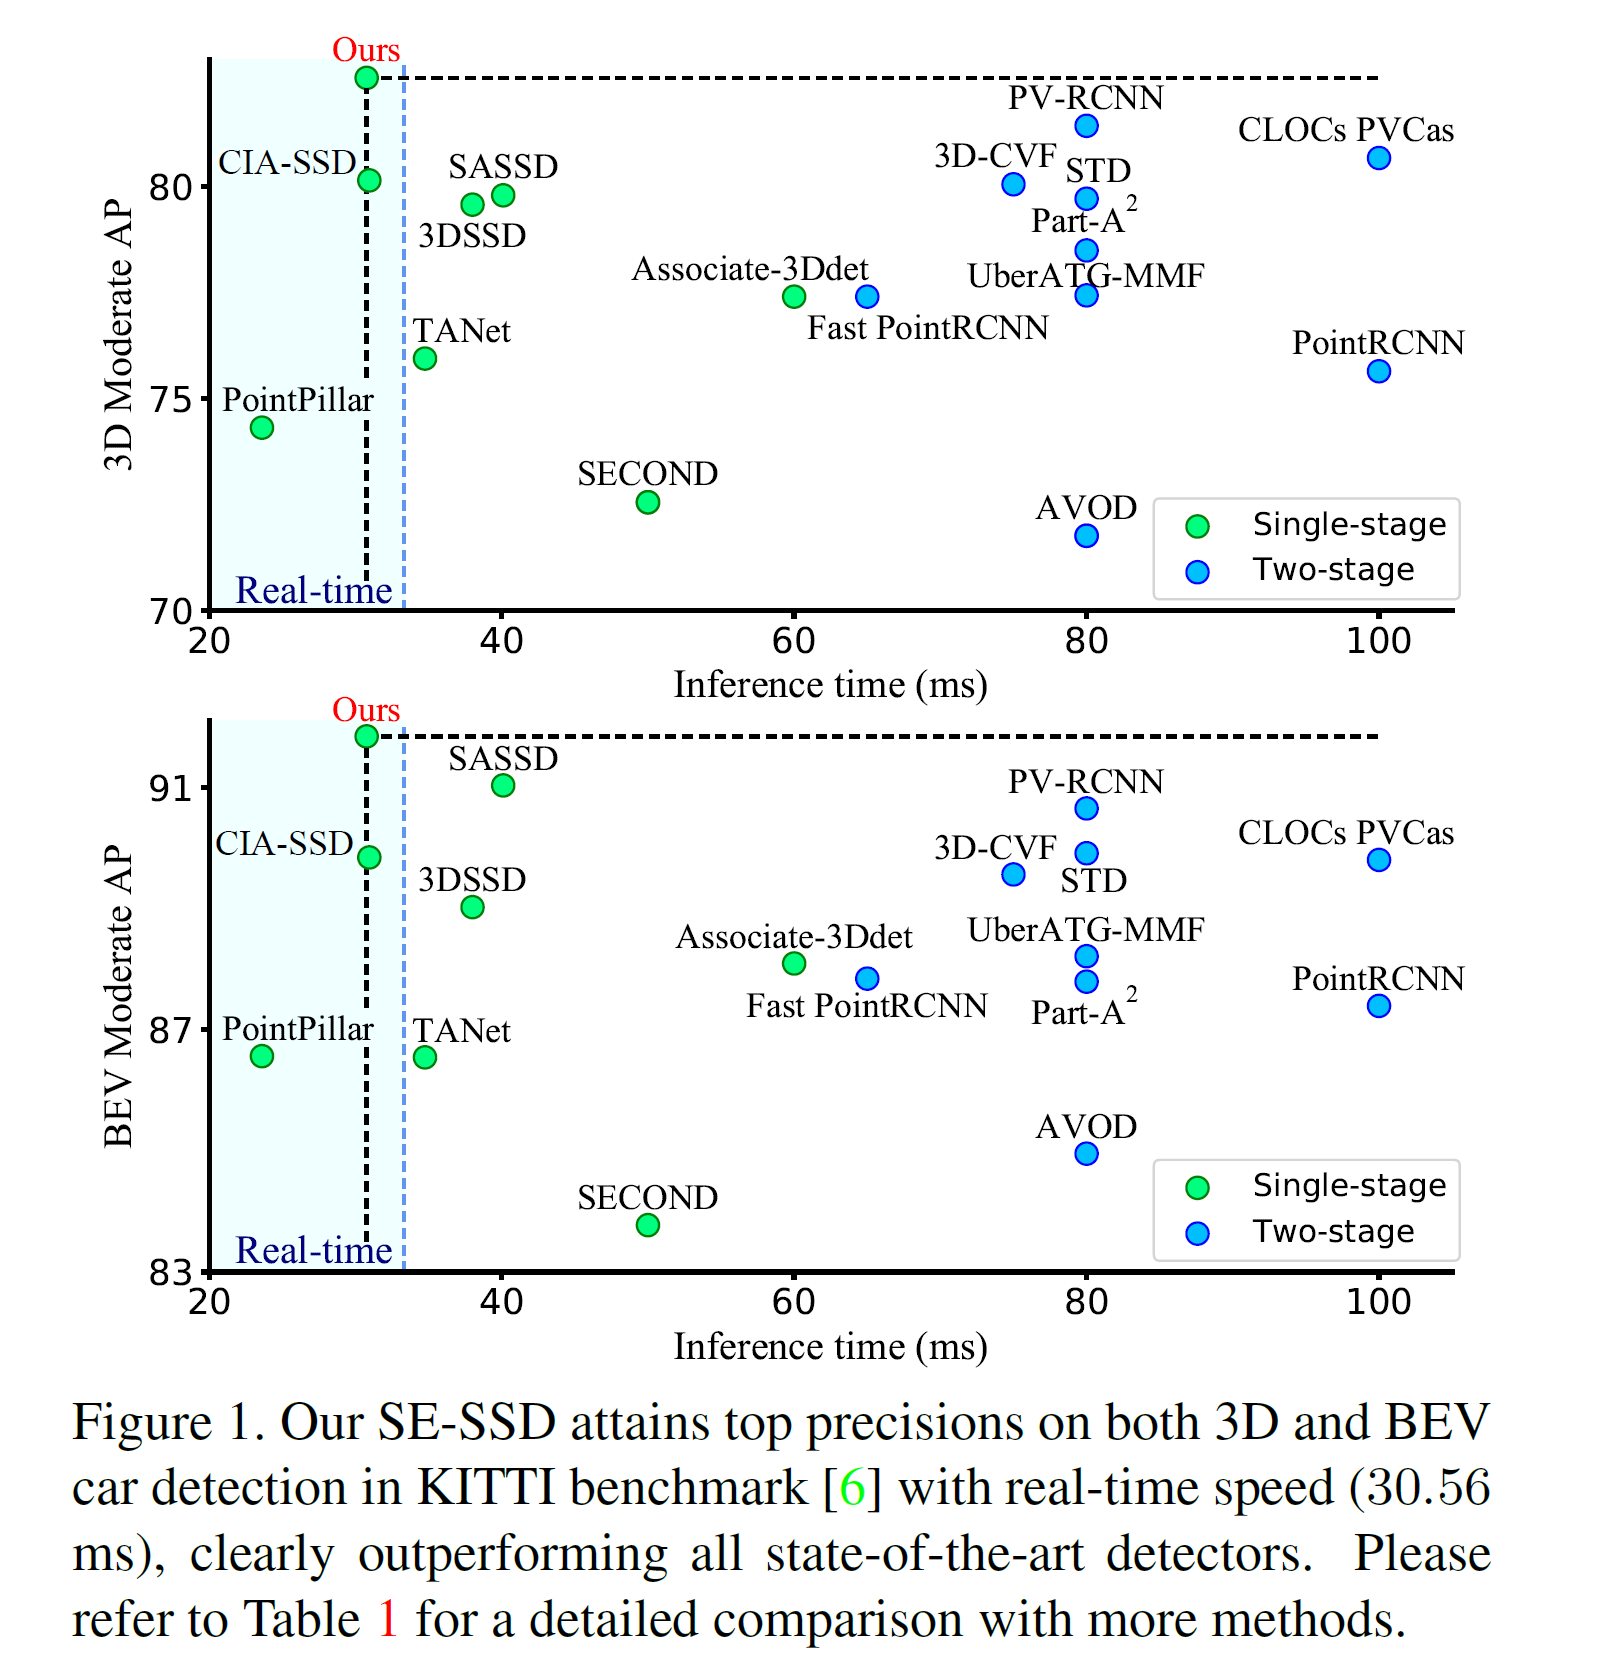 Ours
PV-RCNN
CLOCs PVCas
3D-CVF
CIA-SSD
SASSD
STD
80
Part-A2
3DSSD
Associate-3Ddet
UberATG-MMF
Fast PointRCNN
TANet
PointRCNN
3D Moderate AP
75
PointPillar
SECOND
AVOD
Single-stage
Two-stage
Real-time
70
20 40 60 80 100
Inference time (ms)
Ours
SASSD
91
PV-RCNN
CLOCs PVCas
CIA-SSD
3D-CVF
3DSSD
STD
UberATG-MMF
Associate-3Ddet
PointRCNN
Fast PointRCNN
Part-A2
BEV Moderate AP
87
PointPillar
TANet
AVOD
SECOND
Single-stage
Two-stage
Real-time
83
20 40 60 80 100
Inference time (ms)
Figure 1. Our SE-SSD attains top precisions on both 3D and BEV
car detection in KITTI benchmark [6] with real-time speed (30.56
ms), clearly outperforming all state-of-the-art detectors. Please
refer to Table 1 for a detailed comparison with more methods.